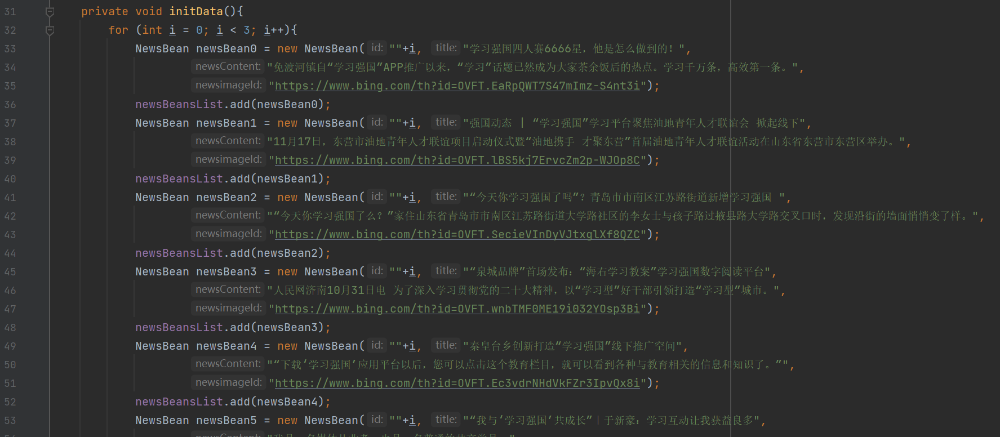 31 private void initData(){
32 for (int i = 0; i < 3; i++){
33 NewsBean newsBean0 = new NewsBean( id: ""+i, title: "学习强国四人赛6666星，他是怎么做到的！",
34 newsContent: "免渡河镇自“学习强国”APP推广以来，“学习”话题已然成为大家茶余饭后的热点。学习千万条，高效第一条。",
35 newsimageId: "https://www.bing.com/th?id=OVFT.EaRpQWT7S47mImz-S4nt3i");
36 newsBeansList.add(newsBean0);
37 NewsBean newsBean1 = new NewsBean( id: ""+i, title: "强国动态 | “学习强国”学习平台聚焦油地青年人才联谊会 掀起线下",
38 newsContent: "11月17日，东营市油地青年人才联谊项目启动仪式暨“油地携手 才聚东营”首届油地青年人才联谊活动在山东省东营市东营区举办。",
39 newsimageId: "https://www.bing.com/th?id=OVFT.lBS5kj7ErvcZm2p-WJOp8C");
40 newsBeansList.add(newsBean1);
41 NewsBean newsBean2 = new NewsBean( id: ""+i, title: "“今天你学习强国了吗”？青岛市市南区江苏路街道新增学习强国 ",
42 newsContent: "“今天你学习强国了么？”家住山东省青岛市市南区江苏路街道大学路社区的李女士与孩子路过掖县路大学路交叉口时，发现沿街的墙面悄悄变了样。",
43 newsimageId: "https://www.bing.com/th?id=OVFT.SecieVInDyVJtxglXf8QZC");
44 newsBeansList.add(newsBean2);
45 NewsBean newsBean3 = new NewsBean( id: ""+i, title: "“泉城品牌”首场发布：“海右学习教案”学习强国数字阅读平台",
46 newsContent: "人民网济南10月31日电 为了深入学习贯彻党的二十大精神，以“学习型”好干部引领打造“学习型”城市。",
47 newsimageId: "https://www.bing.com/th?id=OVFT.wnbTMF0ME19i032YOsp3Bi");
48 newsBeansList.add(newsBean3);
49 NewsBean newsBean4 = new NewsBean( id: ""+i, title: "秦皇台乡创新打造“学习强国”线下推广空间",
50 newsContent: "“下载‘学习强国’应用平台以后，您可以点击这个教育栏目，就可以看到各种与教育相关的信息和知识了。”",
51 newsimageId: "https://www.bing.com/th?id=OVFT.Ec3vdrNHdVkFZr3IpvQx8i");
52 newsBeansList.add(newsBean4);
53 NewsBean newsBean5 = new NewsBean( id: ""+i, title: "“我与‘学习强国’共成长”｜于新豪：学习互动让我获益良多",